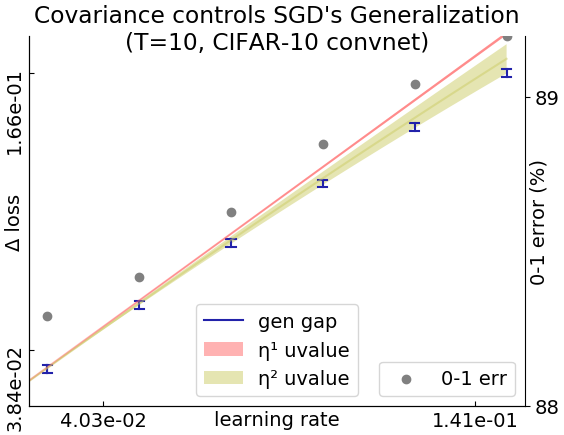 Covariance controls SGD's Generalization
(T=10, CIFAR-10 convnet)
1.66e-01
Δ loss
3.84e-02
89
0-1 error (%)
88
gen gap
η¹ uvalue
η² uvalue
0-1 err
4.03e-02
learning rate
1.41e-01